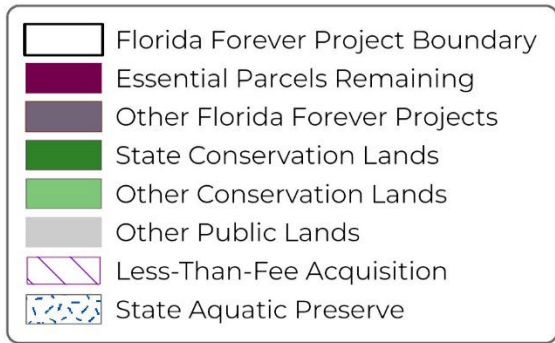 Florida Forever Project Boundary
Essential Parcels Remaining
Other Florida Forever Projects
State Conservation Lands
Other Conservation Lands
Other Public Lands
Less-Than-Fee Acquisition
State Aquatic Preserve